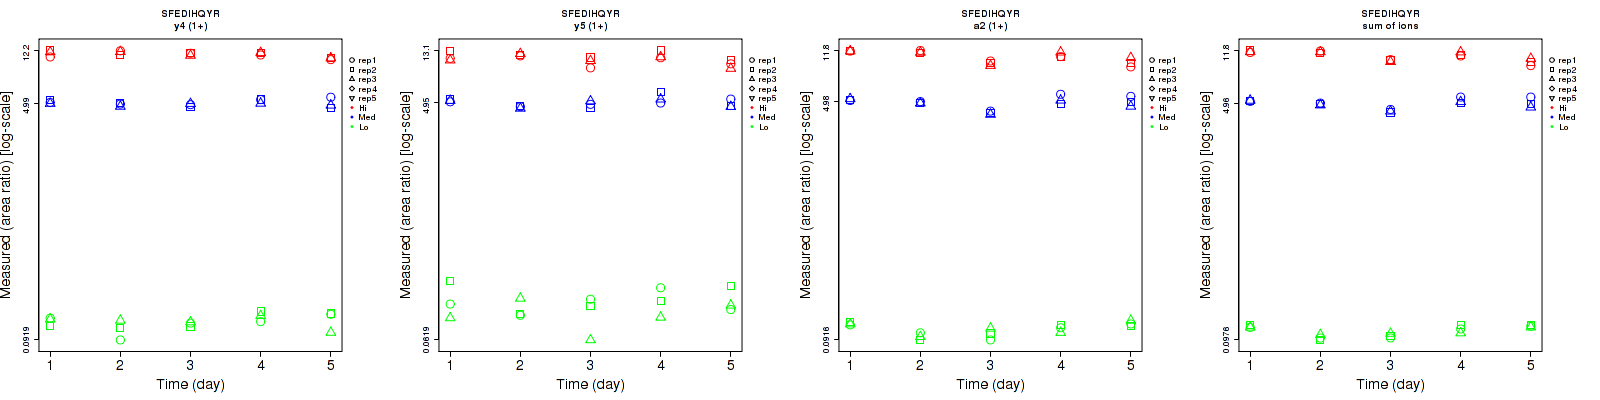 SFEDIHQYR
y4 (1+)
Measured (area ratio) [log-scale]
12.2
4.99
0.0919
1 2 3 4 5
Time (day)
rep1
rep2
rep3
rep4
rep5
Hi
Med
Lo
SFEDIHQYR
y5 (1+)
Measured (area ratio) [log-scale]
13.1
4.95
0.0619
1 2 3 4 5
Time (day)
rep1
rep2
rep3
rep4
rep5
Hi
Med
Lo
SFEDIHQYR
a2 (1+)
Measured (area ratio) [log-scale]
11.8
4.98
0.0916
1 2 3 4 5
Time (day)
rep1
rep2
rep3
rep4
rep5
Hi
Med
Lo
SFEDIHQYR
sum of ions
Measured (area ratio) [log-scale]
11.8
4.96
0.0976
1 2 3 4 5
Time (day)
rep1
rep2
rep3
rep4
rep5
Hi
Med
Lo